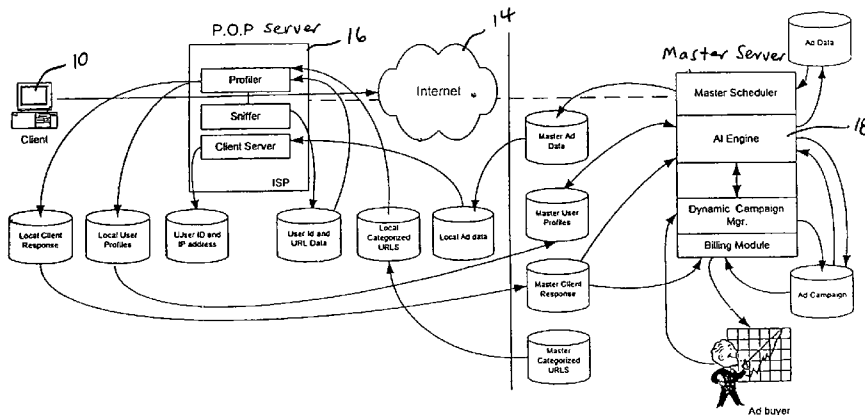 P.O.P server
16
14
Master Server
Ad Data
10
Profiler
Internet
Master Scheduler
Sniffer
Client
Client Server
Master Ad
Data
AI Engine
18
ISP
Local Client
Response
Local User
Profiles
UUser ID and
IP address
User Id and
URL Data
Local
Categorized
URLS
Local Ad data
Master User
Profiles
Dynamic Campaign
Mgr.
Billing Module
Master Client
Response
Ad Campaign
Master
Categorized
URLS
Ad buyer